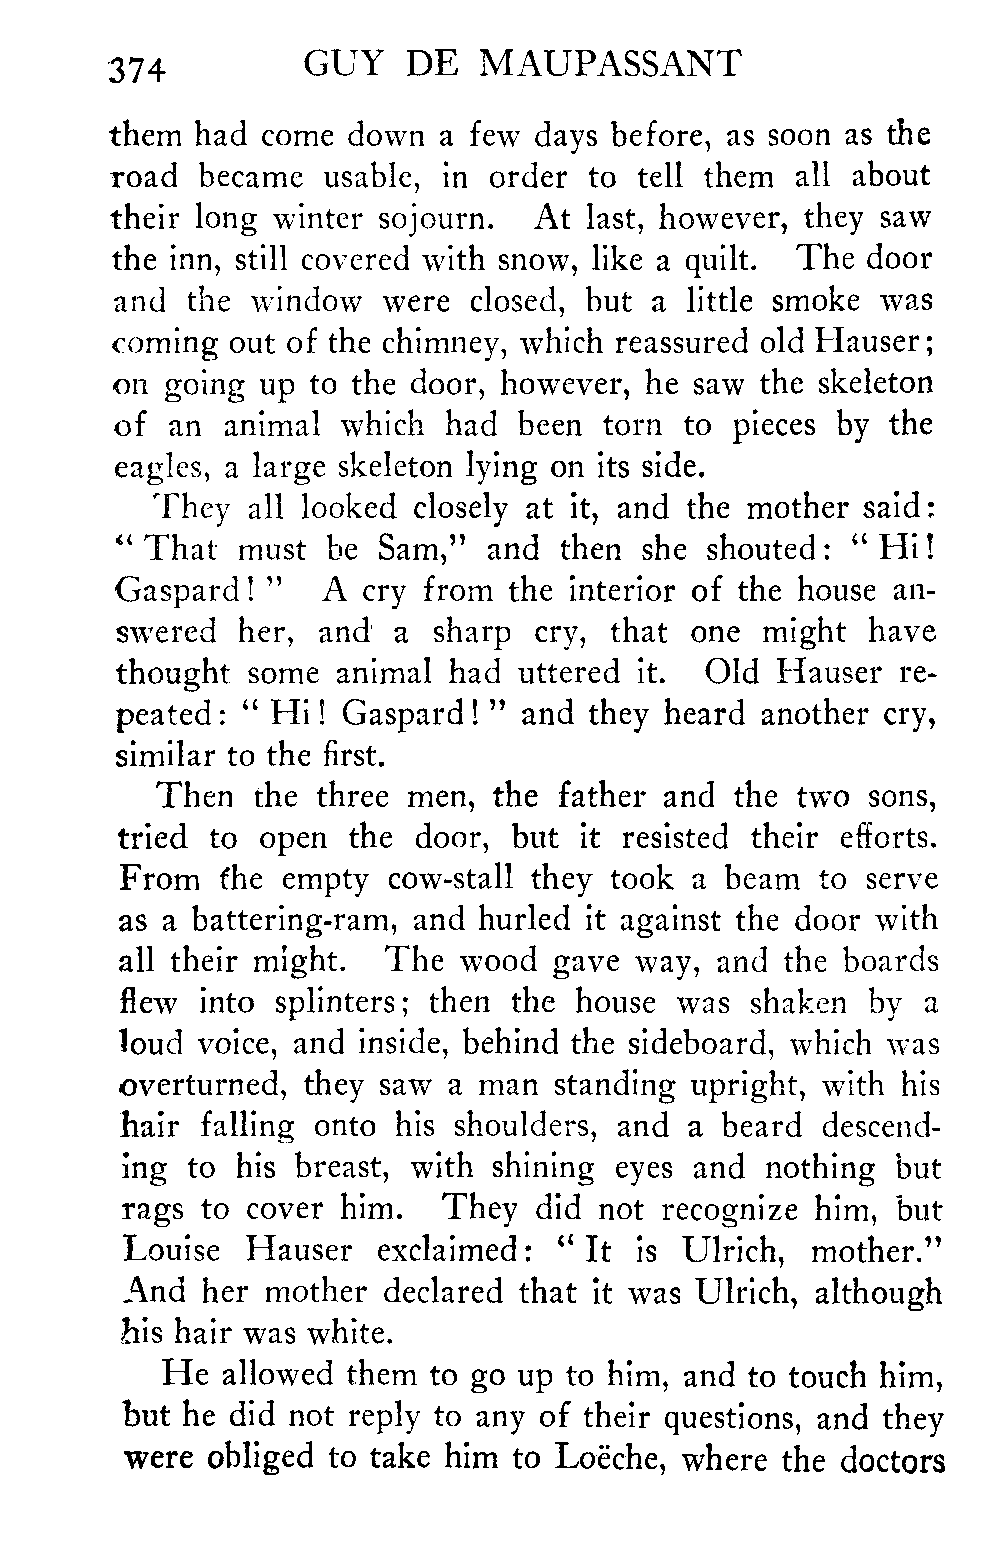 374 GUY DE MAUPASSANT
them had come down a few days before, as soon as the
road became usable, in order to tell them all about
their long winter sojourn. At last, however, they saw
the inn, still covered with snow, like a quilt. The door
and the window were closed, but a little smoke was
coming out of the chimney, which reassured old Hauser;
on going up to the door, however, he saw the skeleton
of an animal which had been torn to pieces by the
eagles, a large skeleton lying on its side.
They all looked closely at it, and the mother said:
“ That must be Sam,” and then she shouted: “ Hi!
Gaspard! ” A cry from the interior of the house an-
swered her, and a sharp cry, that one might have
thought some animal had uttered it. Old Hauser re-
peated: “ Hi! Gaspard! ” and they heard another cry,
similar to the first.
Then the three men, the father and the two sons,
tried to open the door, but it resisted their efforts.
From the empty cow-stall they took a beam to serve
as a battering-ram, and hurled it against the door with
all their might. The wood gave way, and the boards
flew into splinters; then the house was shaken by a
loud voice, and inside, behind the sideboard, which was
overturned, they saw a man standing upright, with his
hair falling onto his shoulders, and a beard descend-
ing to his breast, with shining eyes and nothing but
rags to cover him. They did not recognize him, but
Louise Hauser exclaimed: “ It is Ulrich, mother.”
And her mother declared that it was Ulrich, although
his hair was white.
He allowed them to go up to him, and to touch him,
but he did not reply to any of their questions, and they
were obliged to take him to Loëche, where the doctors